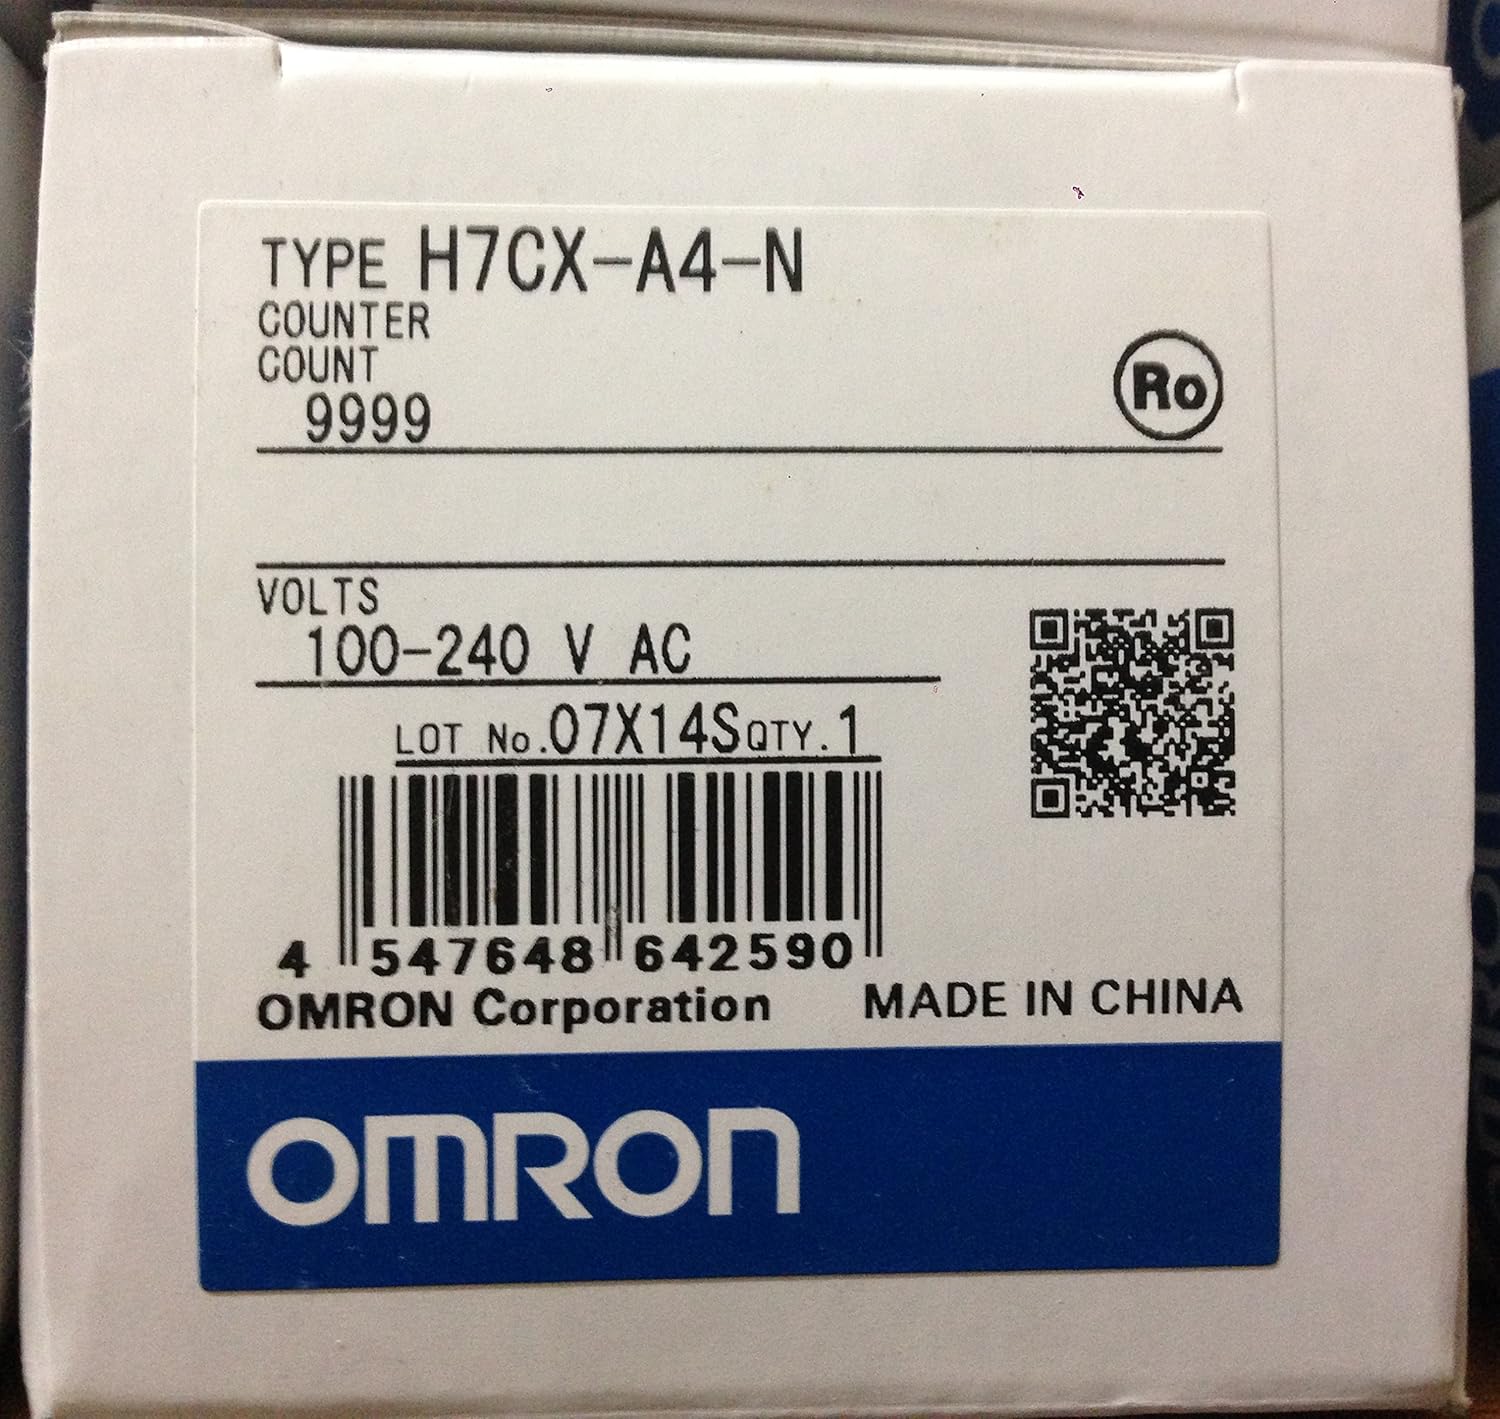 TYPE H7CX-A4-N
COUNTER
COUNT
9999
Ro
VOLTS
100-240 V AC
LOT No.07X14S QTY.1
4 547648 642590
OMRON Corporation MADE IN CHINA
OMRON